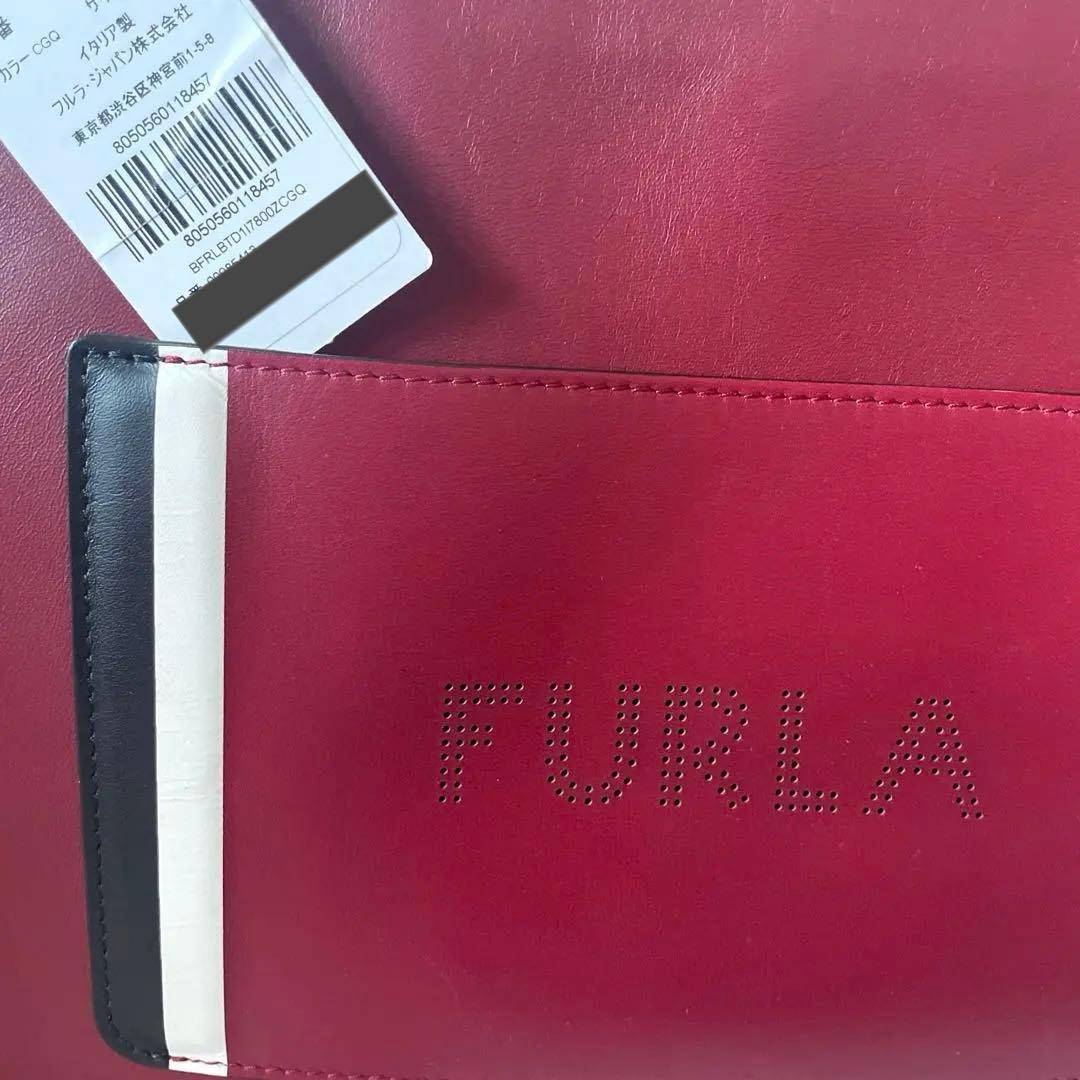 番
カラー CGQ
イタリア製
フルラ・ジャパン株式会社
東京都渋谷区神宮前1-5-8
8050560118457
8050560118457
BFRLBTD1I7800ZCGQ
FURLA